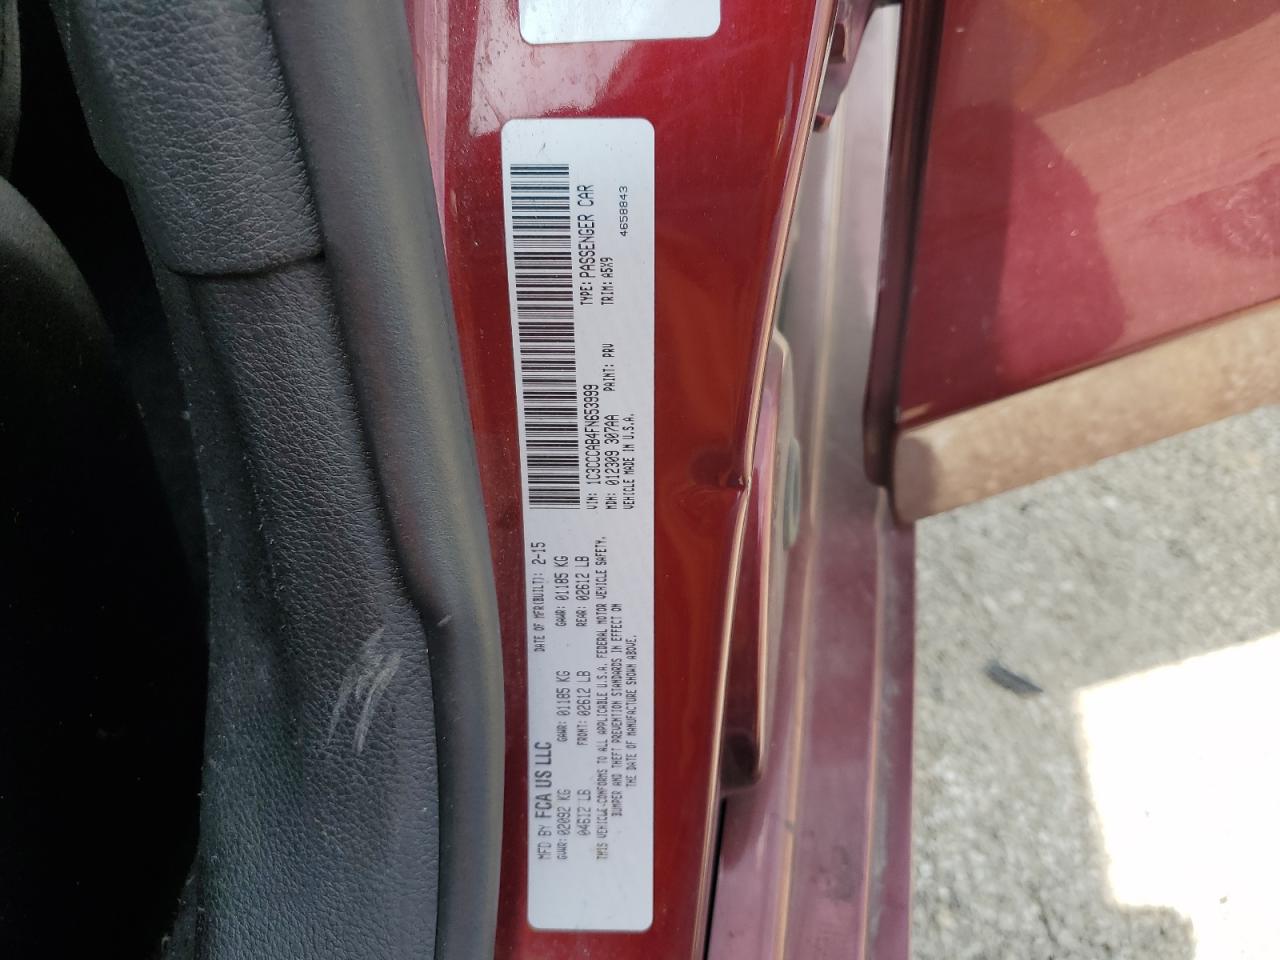 MFD BY FCA US LLC
DATE OF MFR(BUILT): 2-15
GVWR: 02092 KG
GAWR: 01185 KG
GAWR: 01185 KG
04612 LB
FRONT: 02612 LB
REAR: 02612 LB
THIS VEHICLE CONFORMS TO ALL APPLICABLE U.S.A. FEDERAL MOTOR VEHICLE SAFETY,
BUMPER AND THEFT PREVENTION STANDARDS IN EFFECT ON
THE DATE OF MANUFACTURE SHOWN ABOVE.
VIN: 1C3CCCAB4FN653999
TYPE: PASSENGER CAR
MDH: 012309 307AA
PAINT: PRV
TRIM: A5X9
VEHICLE MADE IN U.S.A.
4658843